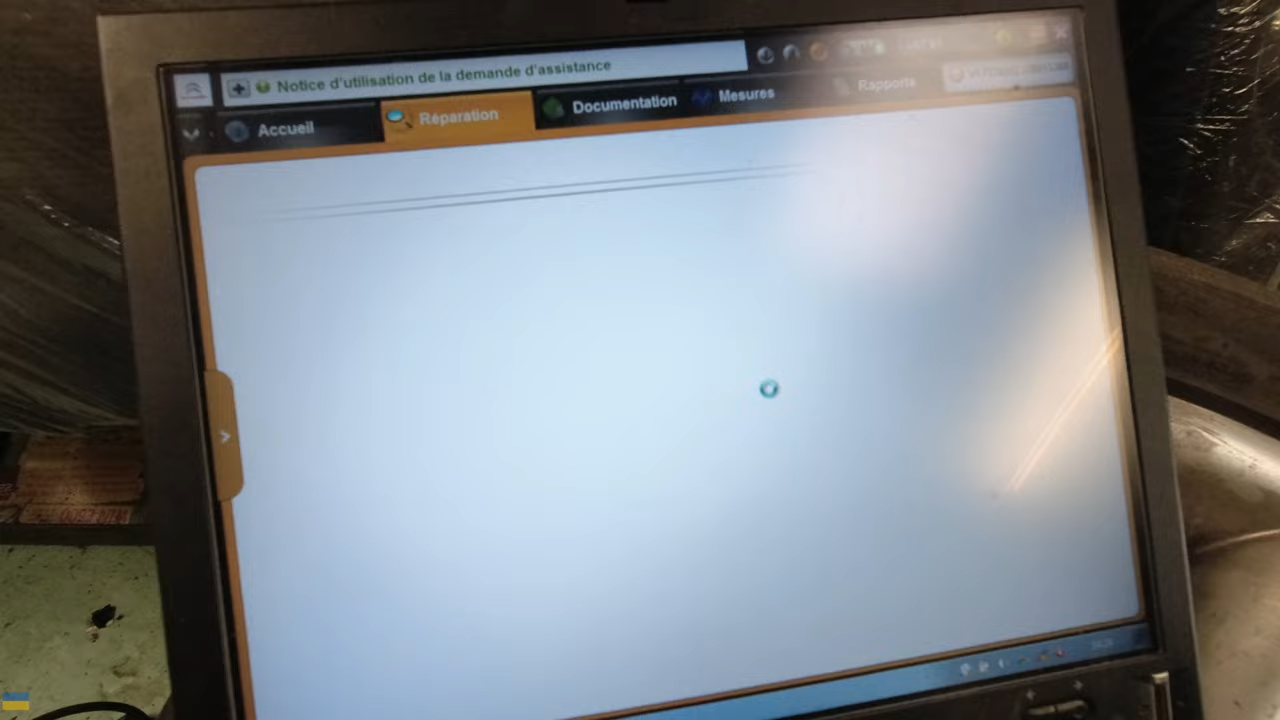 Notice d'utilisation de la demande d'assistance
Accueil
Réparation
Documentation
Mesures
Rapports